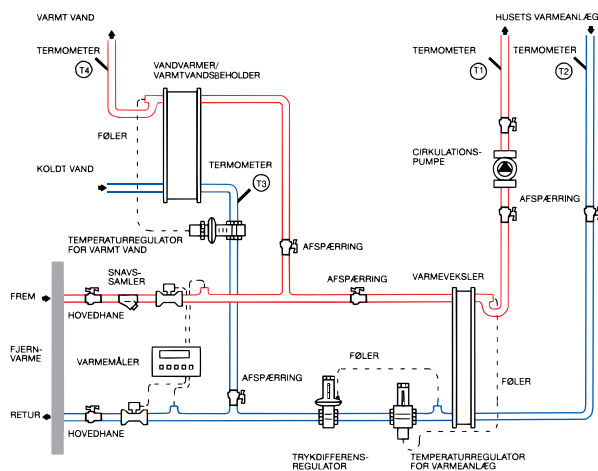 VARMT VAND
HUSETS VARMEANLÆG
TERMOMETER
T4
VANDVARMER/
VARMTVANDSBEHOLDER
TERMOMETER
T1
TERMOMETER
T2
FØLER
CIRKULATIONS-
PUMPE
KOLDT VAND
TERMOMETER
T3
AFSPÆRRING
TEMPERATURREGULATOR
FOR VARMT VAND
AFSPÆRRING
SNAVS-
SAMLER
AFSPÆRRING
VARMEVEKSLER
FREM
HOVEDHANE
FJERN-
VARME
VARMEMÅLER
FØLER
AFSPÆRRING
FØLER
RETUR
HOVEDHANE
TRYKDIFFERENS-
REGULATOR
TEMPERATURREGULATOR
FOR VARMEANLÆG